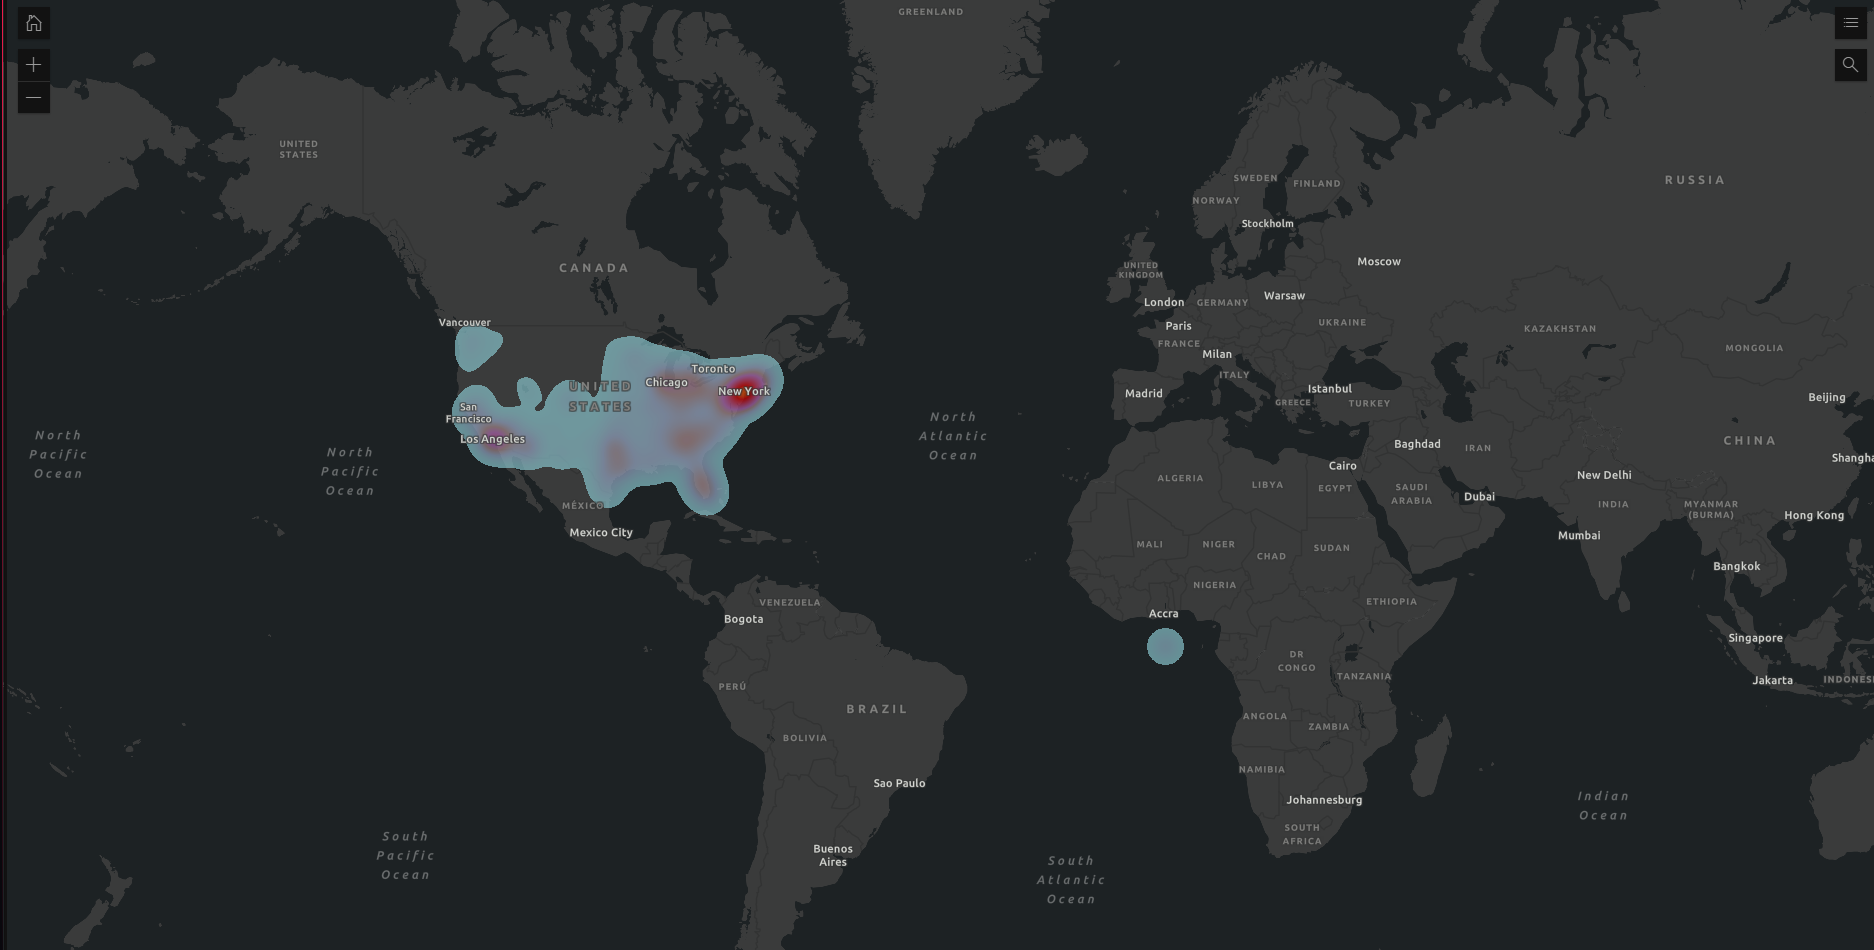 GREENLAND
UNITED
STATES
RUSSIA
SWEDEN
FINLAND
NORWAY
Stockholm
CANADA
Moscow
UNITED
KINGDOM
London
GERMANY
Warsaw
Vancouver
Paris
UKRAINE
KAZAKHSTAN
FRANCE
Milan
MONGOLIA
Toronto
ITALY
Chicago
UNITED
STATES
New York
Madrid
Istanbul
GREECE
TURKEY
Beijing
San
Francisco
Los Angeles
North
Pacific
Ocean
North
Pacific
Ocean
North
Atlantic
Ocean
Baghdad
IRAN
CHINA
Shangha
Cairo
ALGERIA
LIBYA
EGYPT
SAUDI
ARABIA
Dubai
New Delhi
INDIA
MYANMAR
(BURMA)
Hong Kong
MÉXICO
Mexico City
Mumbai
MALI
NIGER
CHAD
SUDAN
Bangkok
NIGERIA
ETHIOPIA
VENEZUELA
Bogota
Accra
Singapore
DR
CONGO
TANZANIA
Jakarta
INDONES
PERÚ
BRAZIL
ANGOLA
ZAMBIA
BOLIVIA
NAMIBIA
Sao Paulo
Johannesburg
Indian
Ocean
SOUTH
AFRICA
South
Pacific
Ocean
Buenos
Aires
South
Atlantic
Ocean